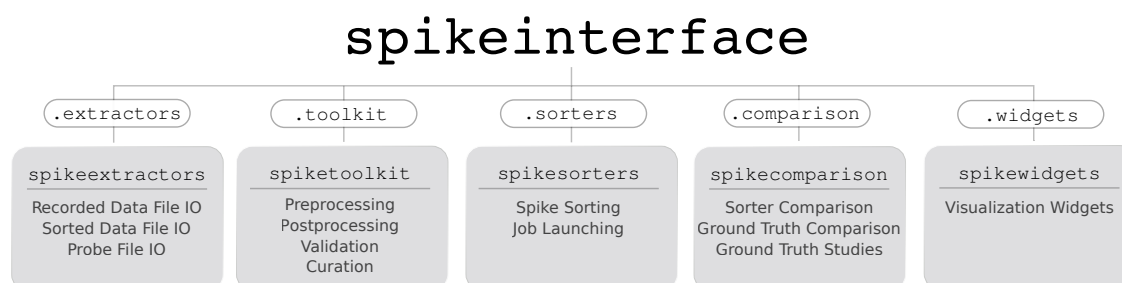 spikeinterface
.extractors
.toolkit
.sorters
.comparison
.widgets
spikeextractors
Recorded Data File IO
Sorted Data File IO
Probe File IO
spiketoolkit
Preprocessing
Postprocessing
Validation
Curation
spikesorters
Spike Sorting
Job Launching
spikecomparison
Sorter Comparison
Ground Truth Comparison
Ground Truth Studies
spikewidgets
Visualization Widgets